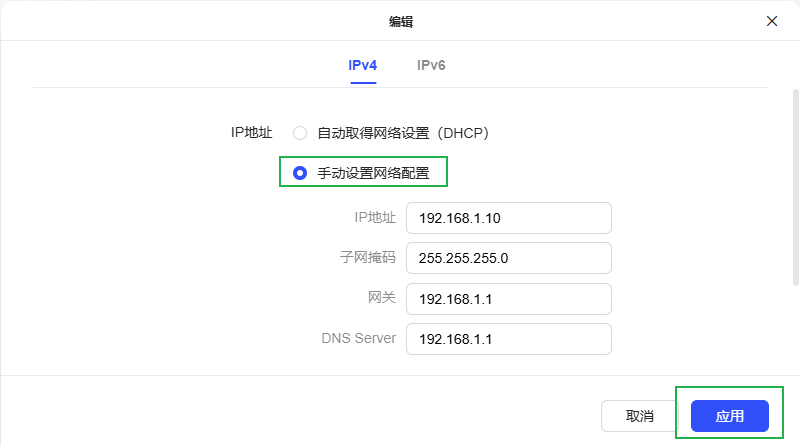 编辑
IPv4 IPv6
IP地址 自动取得网络设置（DHCP）
手动设置网络配置
IP地址 192.168.1.10
子网掩码 255.255.255.0
网关 192.168.1.1
DNS Server 192.168.1.1
取消 应用